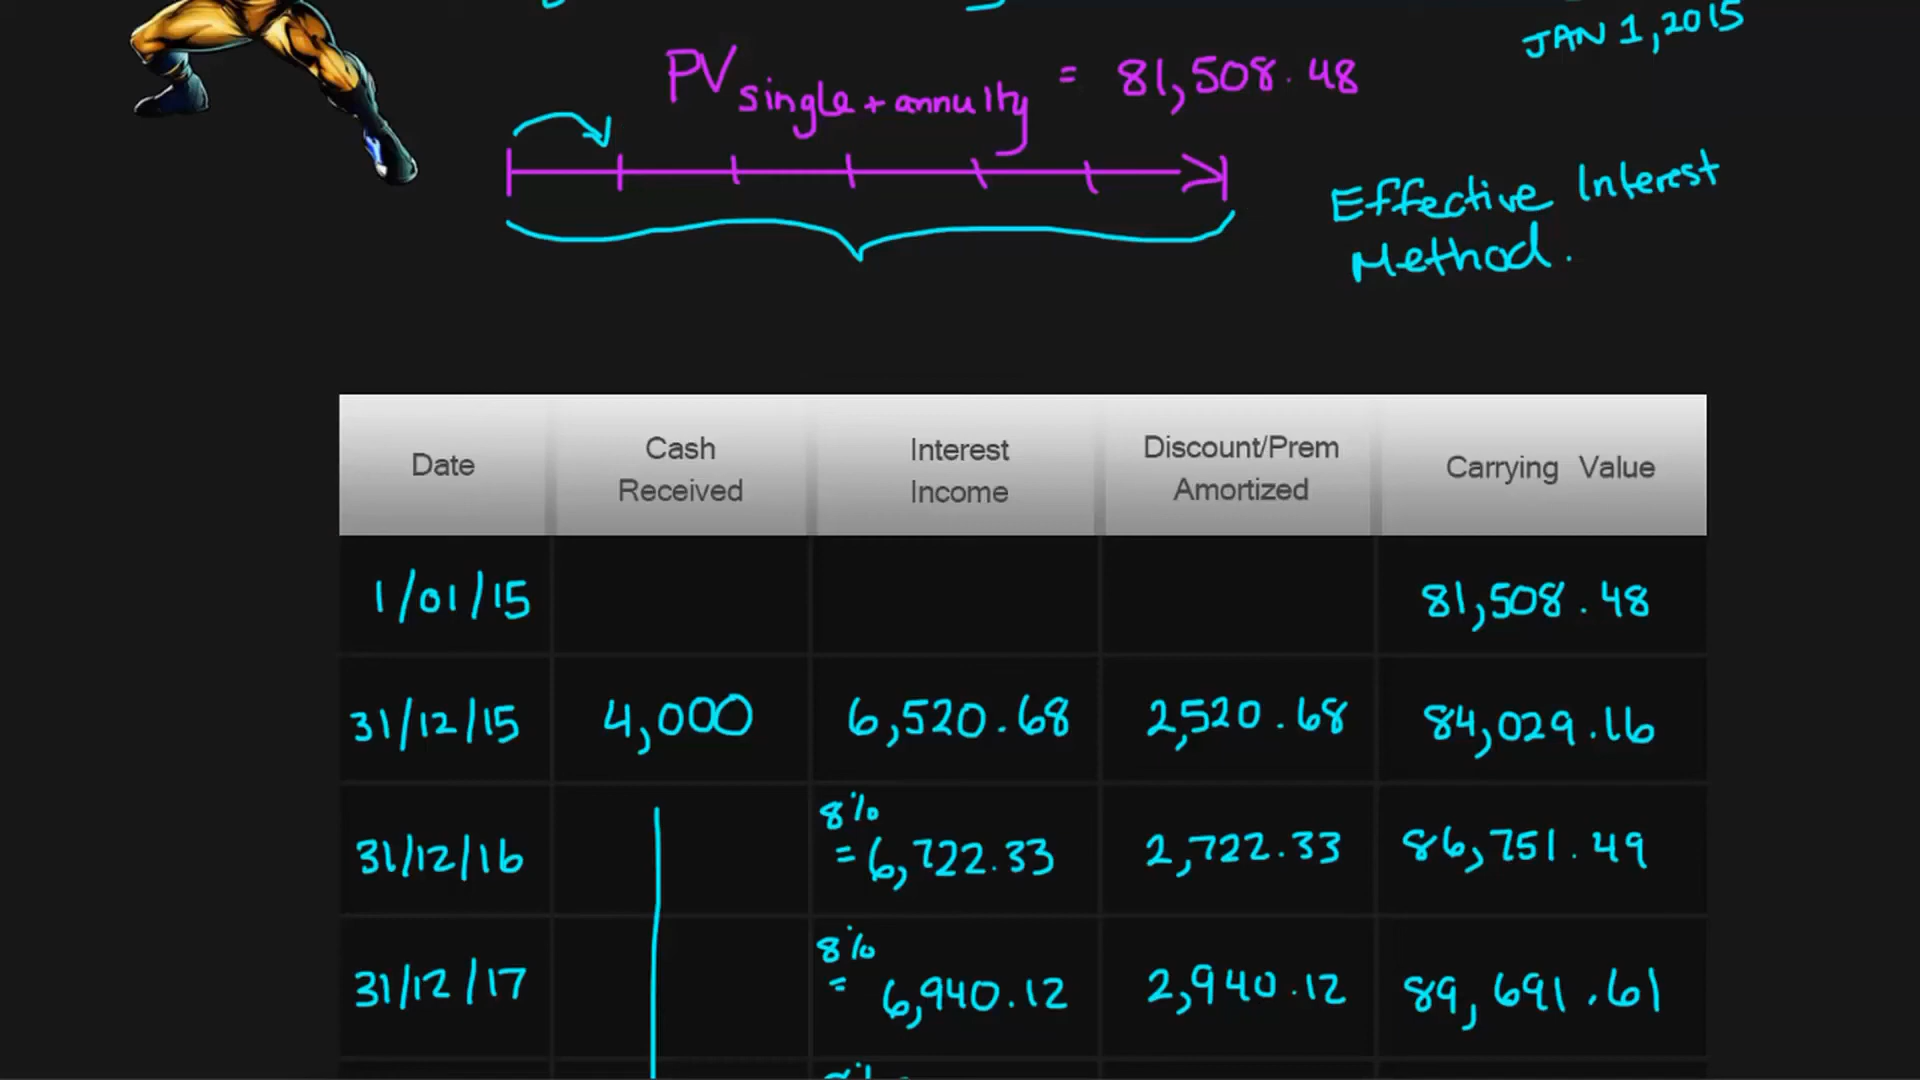 JAN 1, 2015
PV single + annuity = 81,508.48
Effective Interest
Method.
Date Cash Received Interest Income Discount/Prem Amortized Carrying Value
1/01/15 81,508.48
31/12/15 4,000 6,520.68 2,520.68 84,029.16
8%
31/12/16 = 6,722.33 2,722.33 86,751.49
8%
31/12/17 = 6,940.12 2,940.12 89,691.61